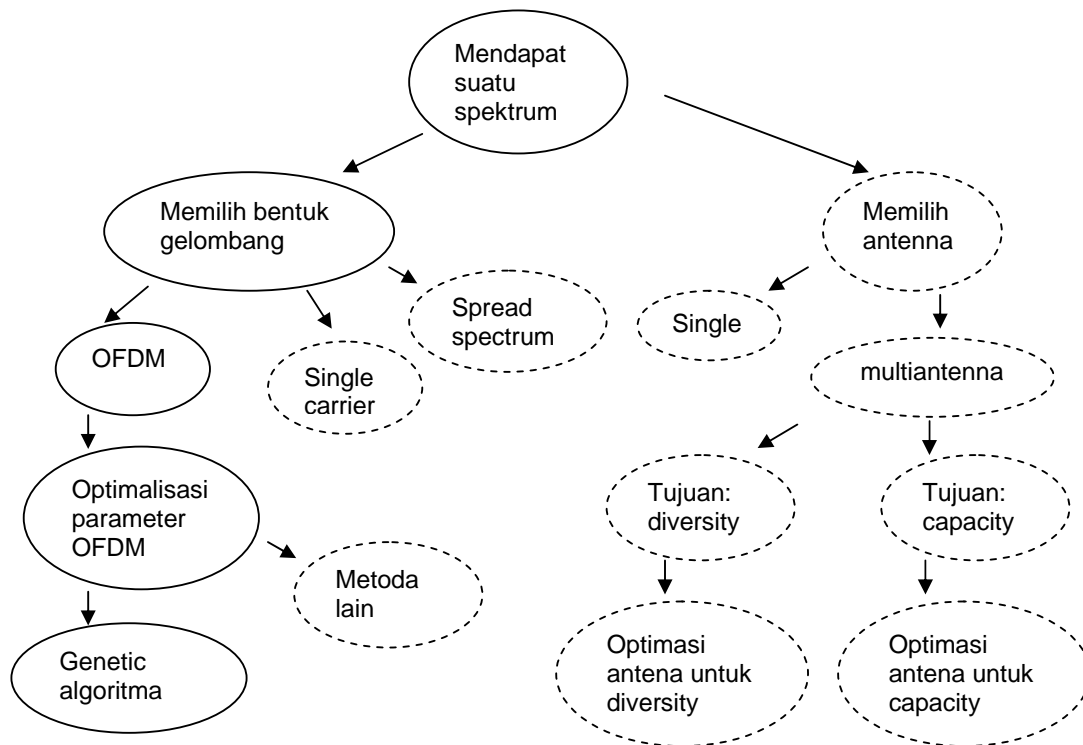 Mendapat
suatu
spektrum
Memilih bentuk
gelombang
Memilih
antenna
Spread
spectrum
Single
OFDM
Single
carrier
multiantenna
Optimalisasi
parameter
OFDM
Tujuan:
diversity
Tujuan:
capacity
Metoda
lain
Genetic
algoritma
Optimasi
antena untuk
diversity
Optimasi
antena untuk
capacity